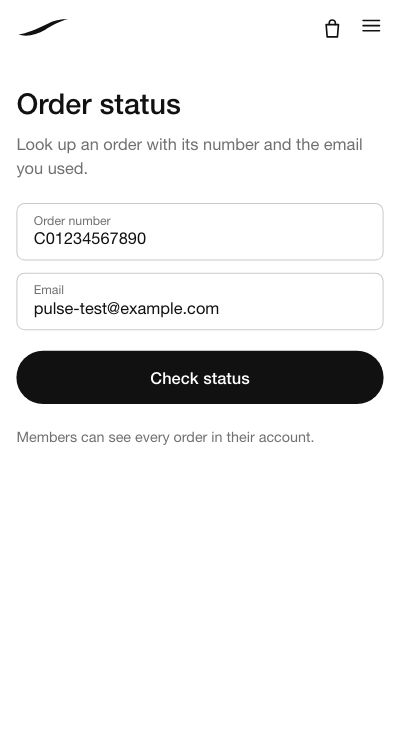 Order status
Look up an order with its number and the email
you used.
Order number
C01234567890
Email
pulse-test@example.com
Check status
Members can see every order in their account.